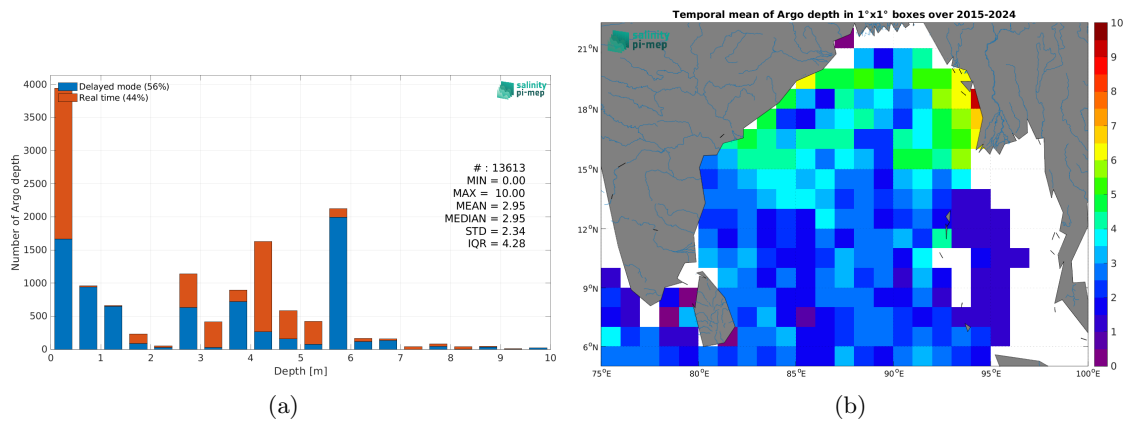 Temporal mean of Argo depth in 1°x1° boxes over 2015-2024
4000
3500
3000
2500
2000
1500
1000
500
0
Number of Argo depth
Delayed mode (56%)
Real time (44%)
salinity
pi-mep
# : 13613
MIN = 0.00
MAX = 10.00
MEAN = 2.95
MEDIAN = 2.95
STD = 2.34
IQR = 4.28
0 1 2 3 4 5 6 7 8 9 10
Depth [m]
(a)
salinity
pi-mep
21°N
18°N
15°N
12°N
9°N
6°N
75°E 80°E 85°E 90°E 95°E 100°E
10
9
8
7
6
5
4
3
2
1
0
(b)